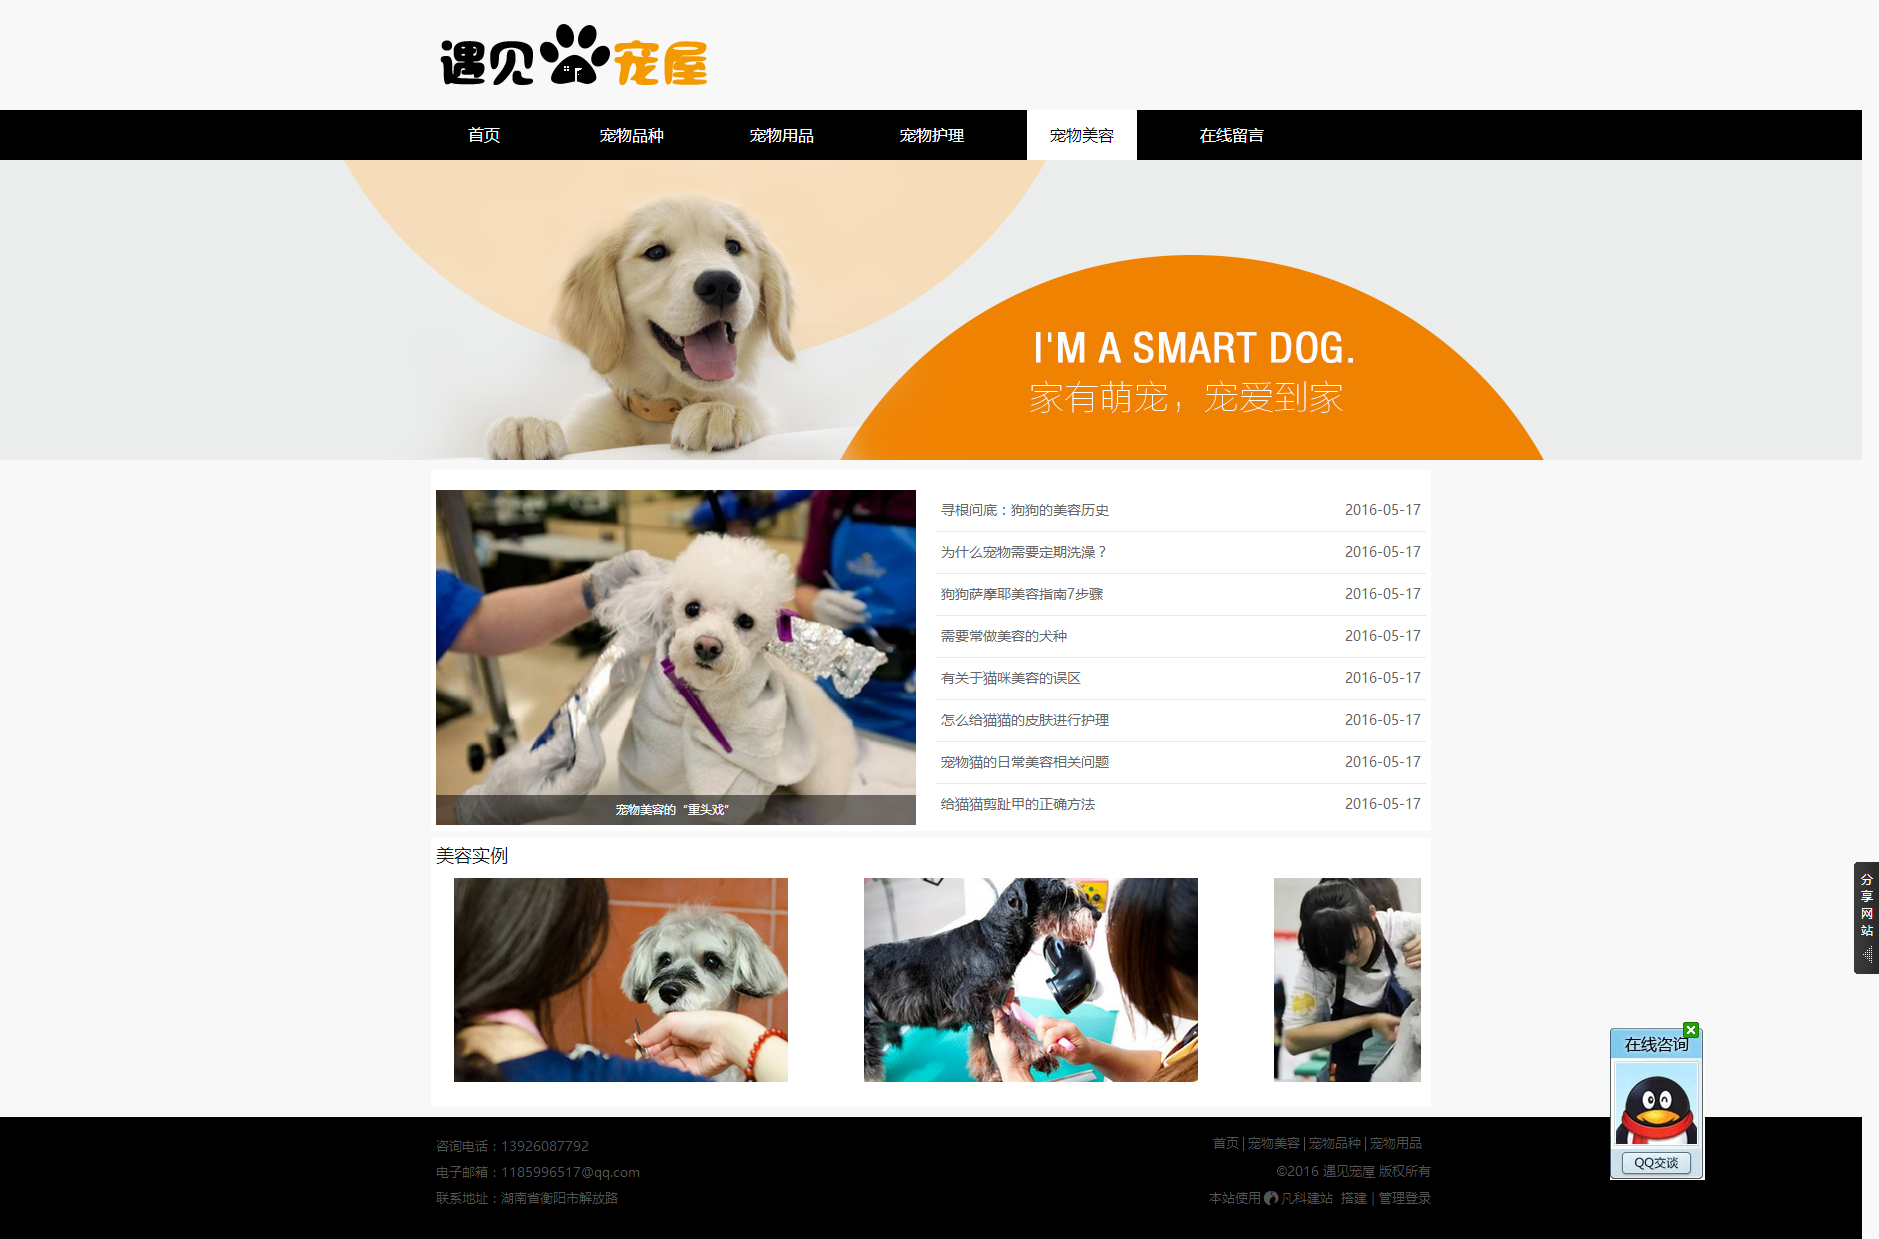 遇见宠屋
首页 宠物品种 宠物用品 宠物护理 宠物美容 在线留言
I'M A SMART DOG.
家有萌宠，宠爱到家
寻根问底：狗狗的美容历史 2016-05-17
为什么宠物需要定期洗澡？ 2016-05-17
狗狗萨摩耶美容指南7步骤 2016-05-17
需要常做美容的犬种 2016-05-17
有关于猫咪美容的误区 2016-05-17
怎么给猫猫的皮肤进行护理 2016-05-17
宠物猫的日常美容相关问题 2016-05-17
给猫猫剪趾甲的正确方法 2016-05-17
宠物美容的“重头戏”
美容实例
分享网站
在线咨询
QQ交谈
咨询电话：13926087792
电子邮箱：1185996517@qq.com
联系地址：湖南省衡阳市解放路
首页 | 宠物美容 | 宠物品种 | 宠物用品
©2016 遇见宠屋 版权所有
本站使用 凡科建站 搭建 | 管理登录